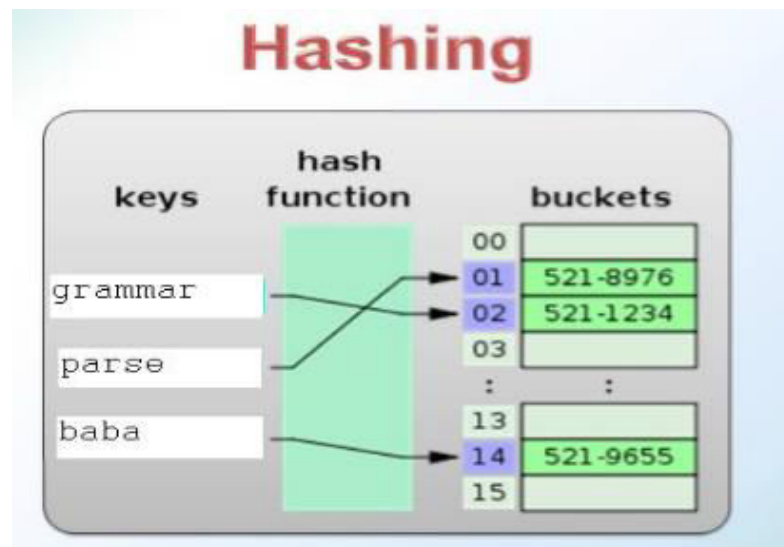 Hashing
hash
keys function buckets
00
grammar 01 521-8976
02 521-1234
parse 03
: :
baba 13
14 521-9655
15